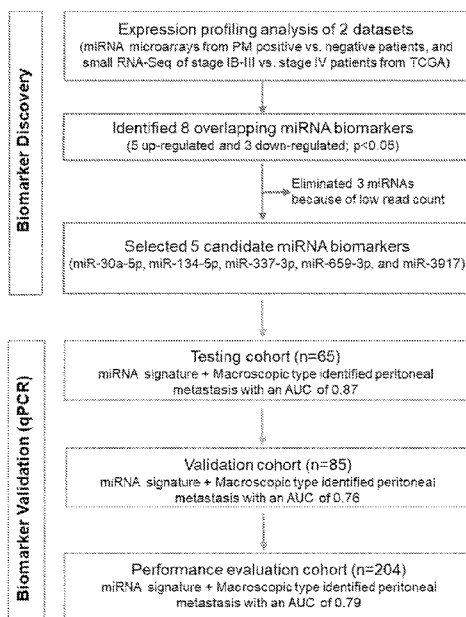 Biomarker Discovery
Expression profiling analysis of 2 datasets
(miRNA microarrays from PM positive vs. negative patients, and
small RNA-Seq of stage IB-III vs. stage IV patients from TCGA)
Identified 8 overlapping miRNA biomarkers
(5 up-regulated and 3 down-regulated; p<0.05)
Eliminated 3 miRNAs
because of low read count
Selected 5 candidate miRNA biomarkers
(miR-30a-5p, miR-134-5p, miR-337-3p, miR-659-3p, and miR-3917)
Biomarker Validation (qPCR)
Testing cohort (n=65)
miRNA signature + Macroscopic type identified peritoneal
metastasis with an AUC of 0.87
Validation cohort (n=85)
miRNA signature + Macroscopic type identified peritoneal
metastasis with an AUC of 0.76
Performance evaluation cohort (n=204)
miRNA signature + Macroscopic type identified peritoneal
metastasis with an AUC of 0.79